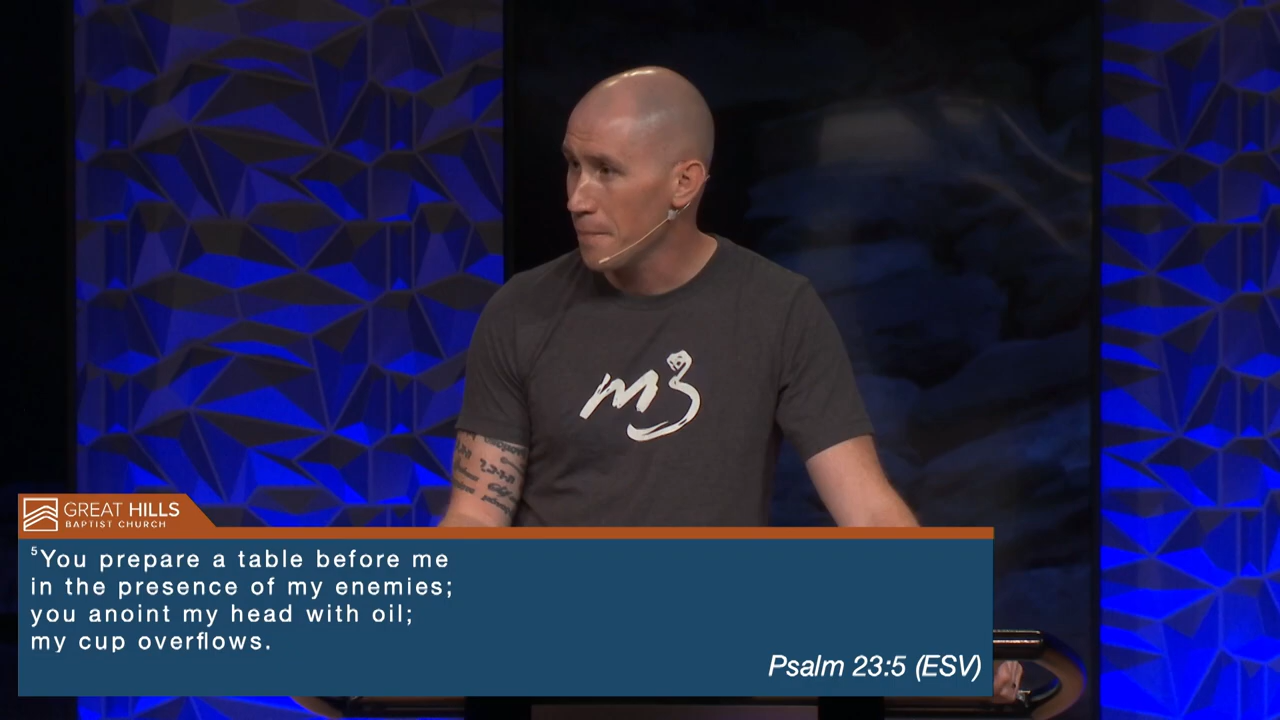 m3
GREAT HILLS
BAPTIST CHURCH
⁵You prepare a table before me
in the presence of my enemies;
you anoint my head with oil;
my cup overflows.
Psalm 23:5 (ESV)